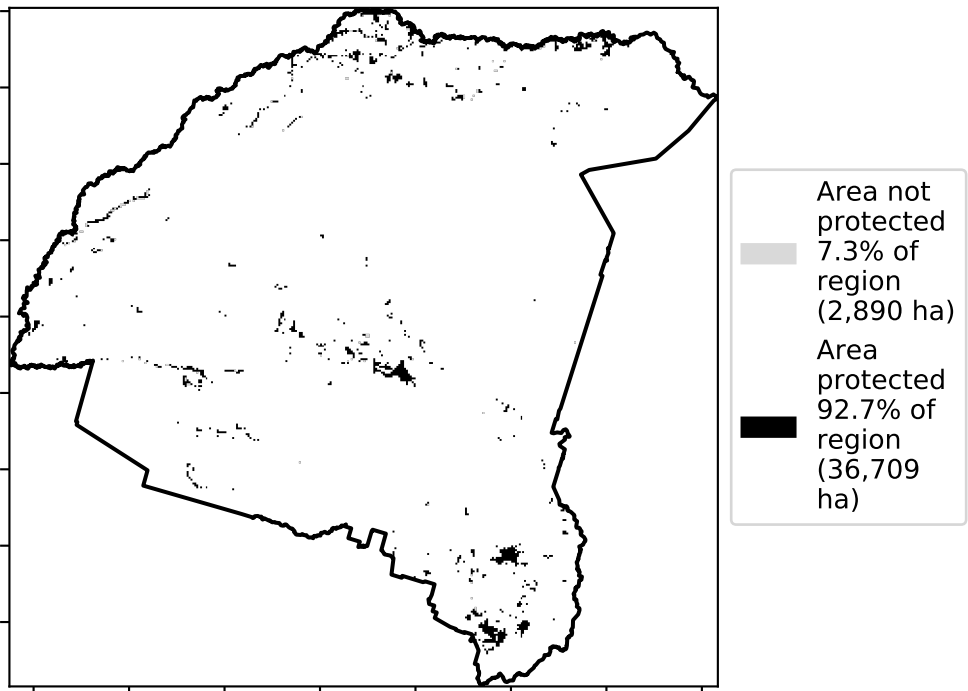 Area not
protected
7.3% of
region
(2,890 ha)
Area
protected
92.7% of
region
(36,709
ha)